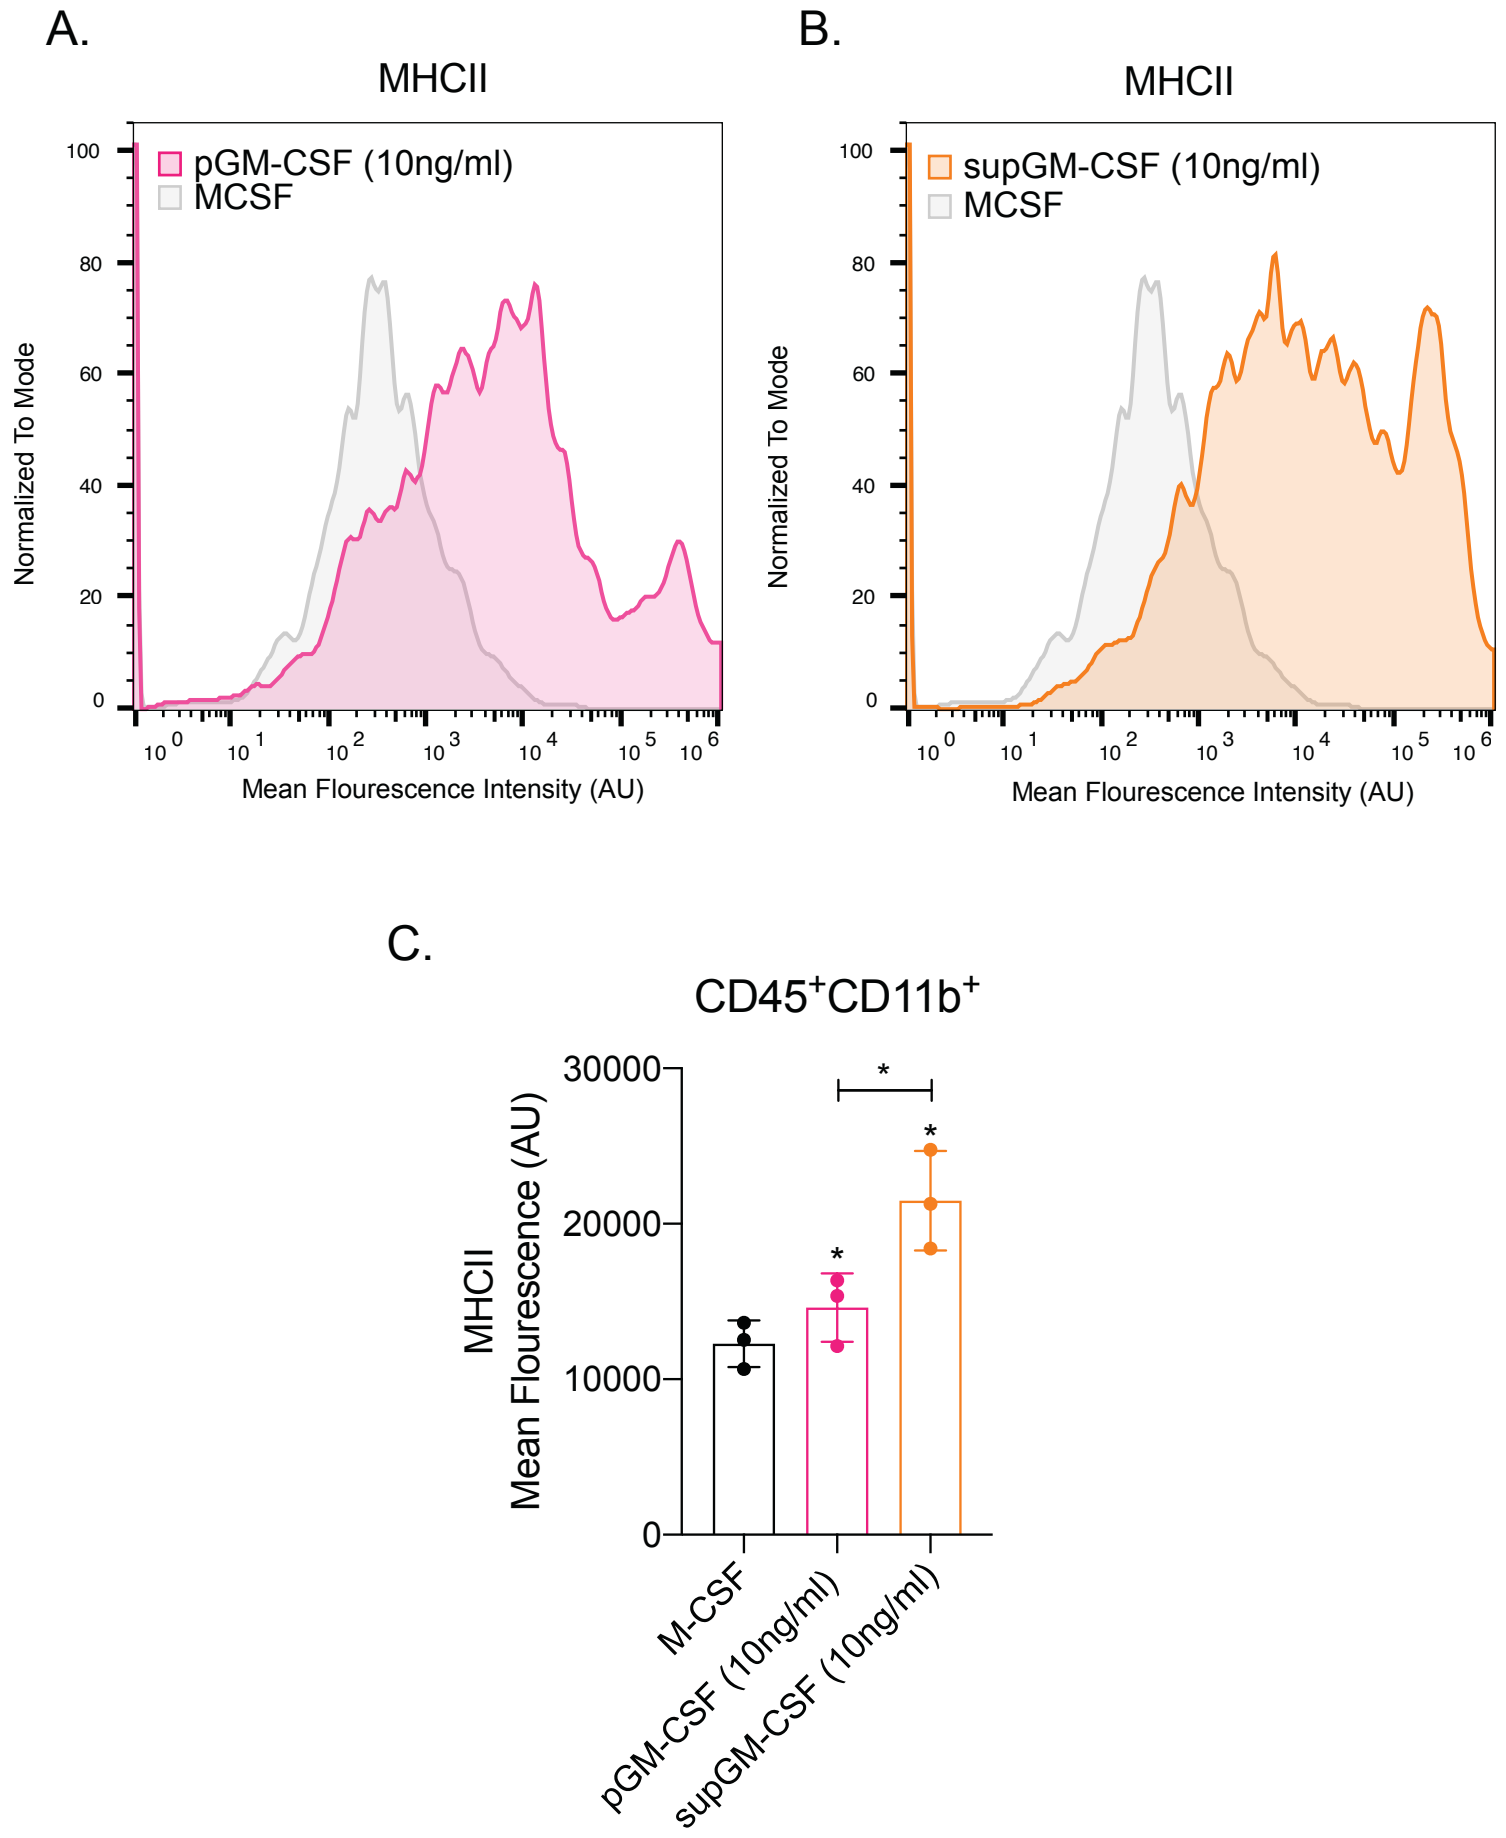 A.
MHCII
pGM-CSF (10ng/ml)
MCSF
100
80
60
40
20
0
Normalized To Mode
10 0 10 1 10 2 10 3 10 4 10 5 10 6
Mean Flourescence Intensity (AU)
B.
MHCII
supGM-CSF (10ng/ml)
MCSF
100
80
60
40
20
0
Normalized To Mode
10 0 10 1 10 2 10 3 10 4 10 5 10 6
Mean Flourescence Intensity (AU)
C.
CD45+CD11b+
30000
20000
10000
0
MHCII
Mean Flourescence (AU)
*
*
*
M-CSF
pGM-CSF (10ng/ml)
supGM-CSF (10ng/ml)